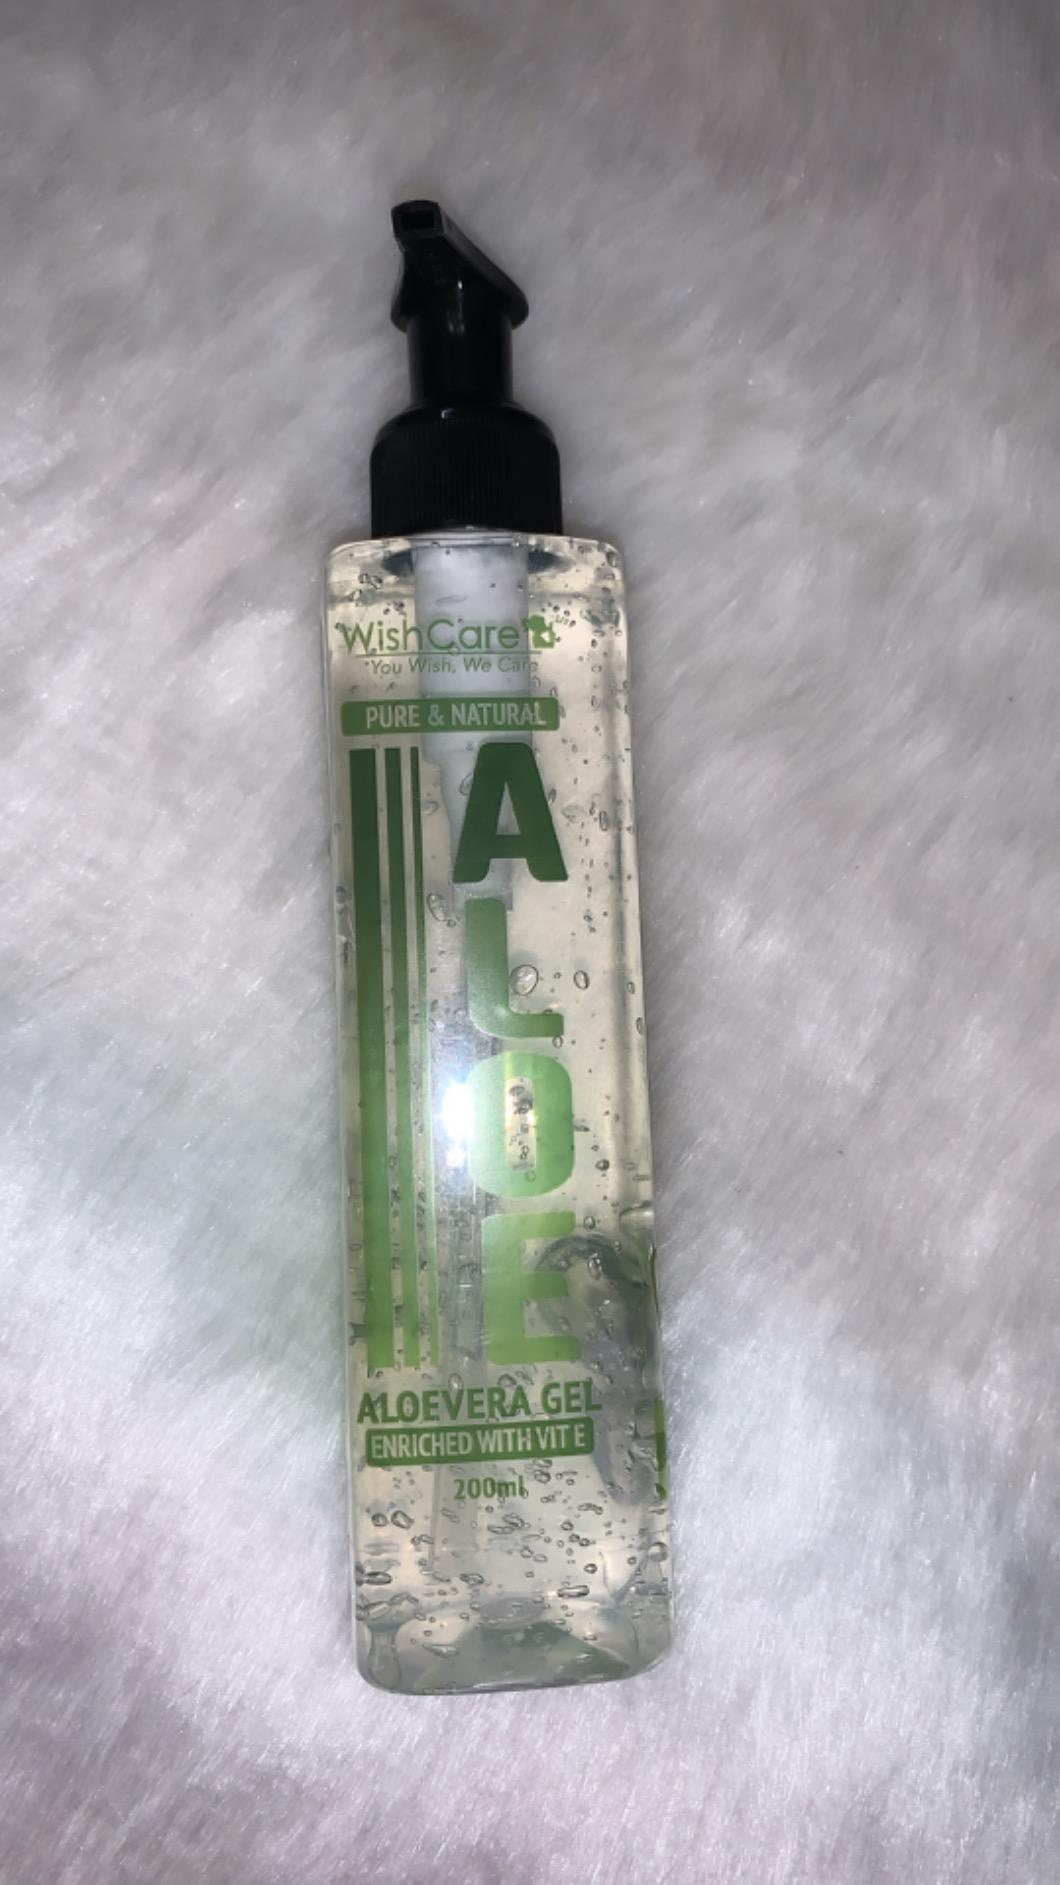 WishCare
"You Wish, We Care
PURE & NATURAL
ALOE
ALOEVERA GEL
ENRICHED WITH VIT E
200ml